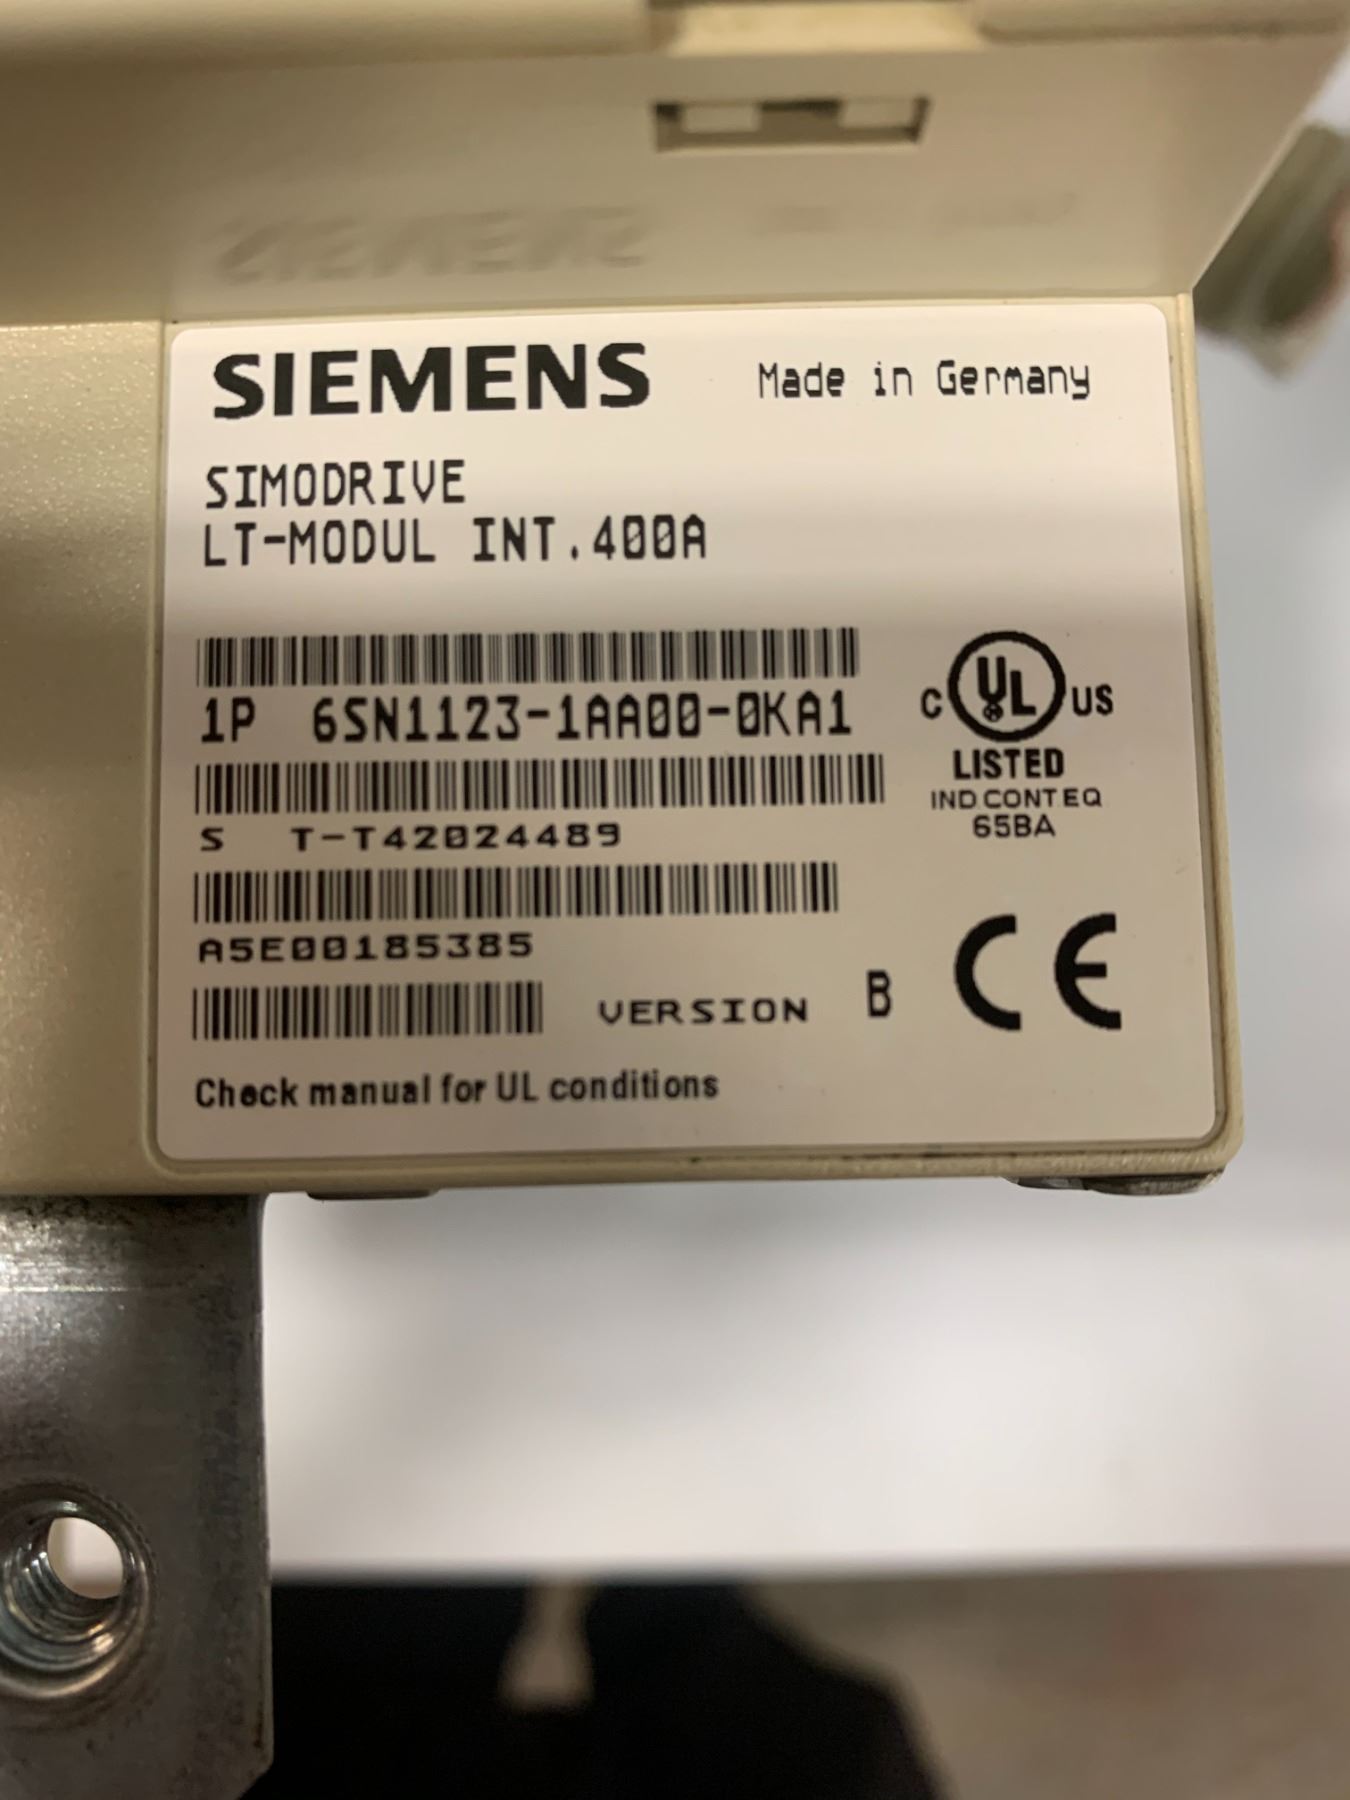 SIEMENS Made in Germany
SIMODRIVE
LT-MODUL INT.400A
1P 6SN1123-1AA00-0KA1
C UL US
LISTED
IND.CONT.EQ
65BA
S T-T42024489
A5E00185385
VERSION B
CE
Check manual for UL conditions